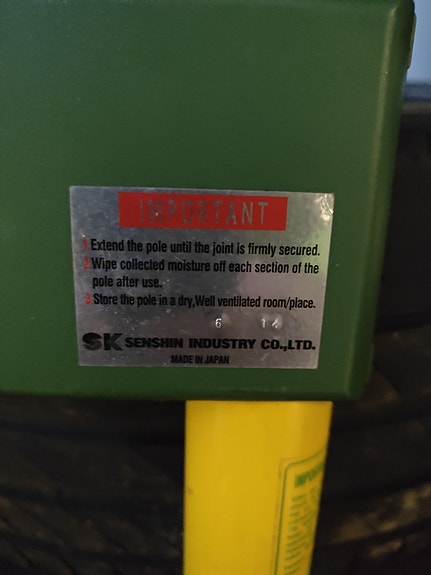 IMPORTANT
1. Extend the pole until the joint is firmly secured.
2. Wipe collected moisture off each section of the
pole after use.
3. Store the pole in a dry,Well ventilated room/place.
6 14
SK SENSHIN INDUSTRY CO.,LTD.
MADE IN JAPAN